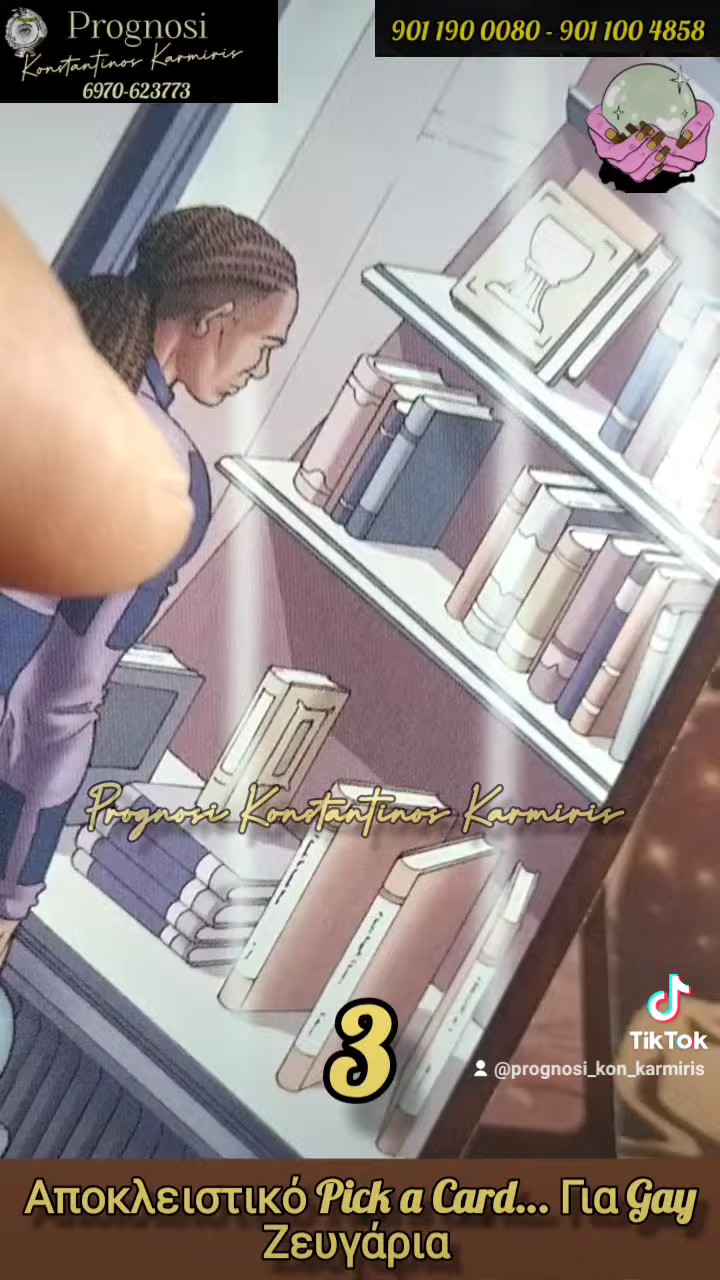 Prognosi
Konstantinos Karmiris
6970-623773
901 190 0080 - 901 100 4858
Prognosi Konstantinos Karmiris
3
TikTok
@prognosi_kon_karmiris
Αποκλειστικό Pick a Card... Για Gay
Ζευγάρια